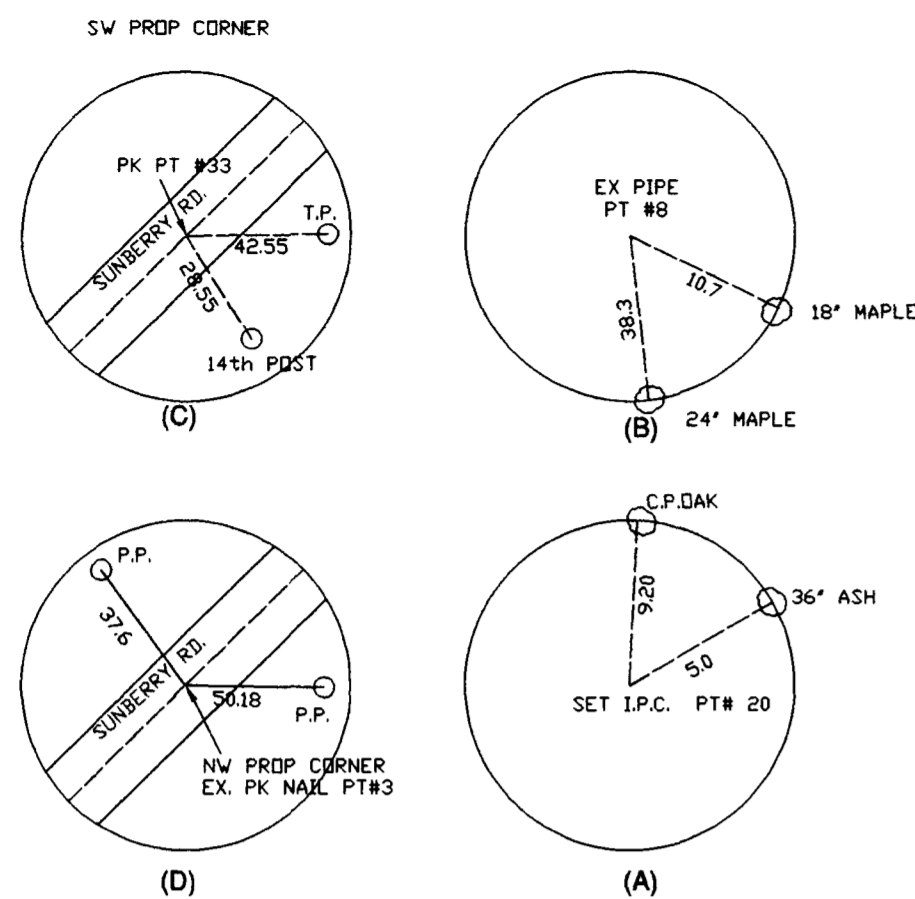 SW PROP CORNER
PK PT #33
SUNBERRY RD.
T.P.
42.55
28.55
14th POST
(C)
EX PIPE
PT #8
10.7
38.3
18" MAPLE
24" MAPLE
(B)
P.P.
37.6
SUNBERRY RD.
50.18
P.P.
NW PROP CORNER
EX. PK NAIL PT#3
(D)
C.P.OAK
9.20
36" ASH
5.0
SET I.P.C. PT# 20
(A)